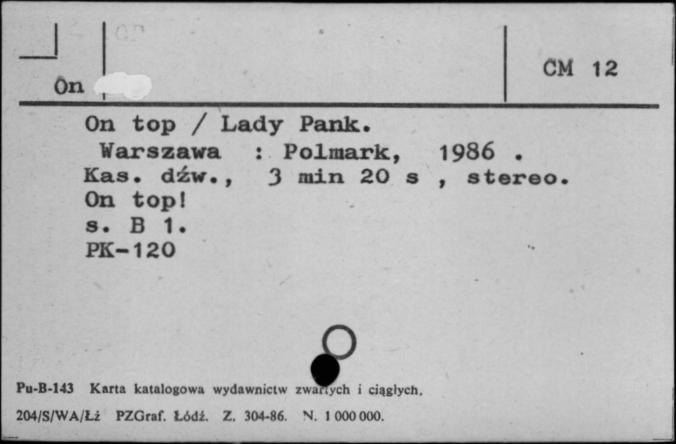 On
CM 12
On top / Lady Pank.
Warszawa : Polmark, 1986 .
Kas. dźw., 3 min 20 s , stereo.
On top!
s. B 1.
PK-120
Pu-B-143 Karta katalogowa wydawnictw zwartych i ciągłych.
204/S/WA/Łż PZGraf. Łódź. Z. 304-86. N. 1 000 000.